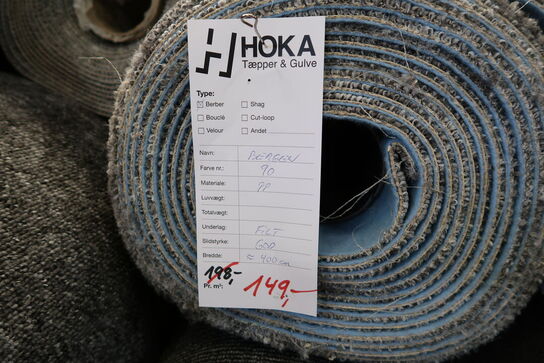 HOKA
Tæpper & Gulve
Type:
☒ Berber ☐ Shag
☐ Bouclé ☐ Cut-loop
☐ Velour ☐ Andet
Navn: BERGEN
Farve nr.: 90
Materiale: PP
Luvvægt:
Totalvægt:
Underlag: FILT
Slidstyrke: GOD
Bredde: ≈ 400 cm
198,-
Pr. m²: 149,-